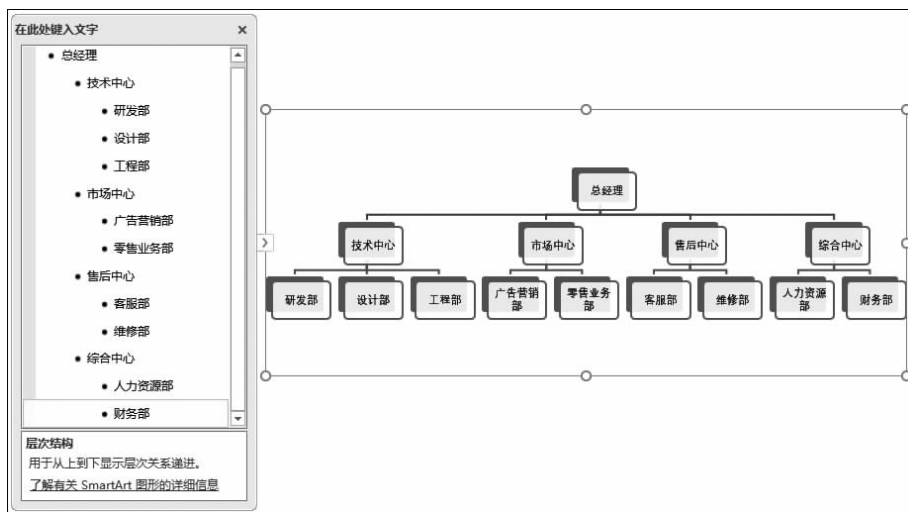 在此处键入文字
总经理
技术中心
研发部
设计部
工程部
市场中心
广告营销部
零售业务部
售后中心
客服部
维修部
综合中心
人力资源部
财务部
层次结构
用于从上到下显示层次关系递进。
了解有关 SmartArt 图形的详细信息
总经理
技术中心
市场中心
售后中心
综合中心
研发部
设计部
工程部
广告营销
部
零售业务
部
客服部
维修部
人力资源
部
财务部